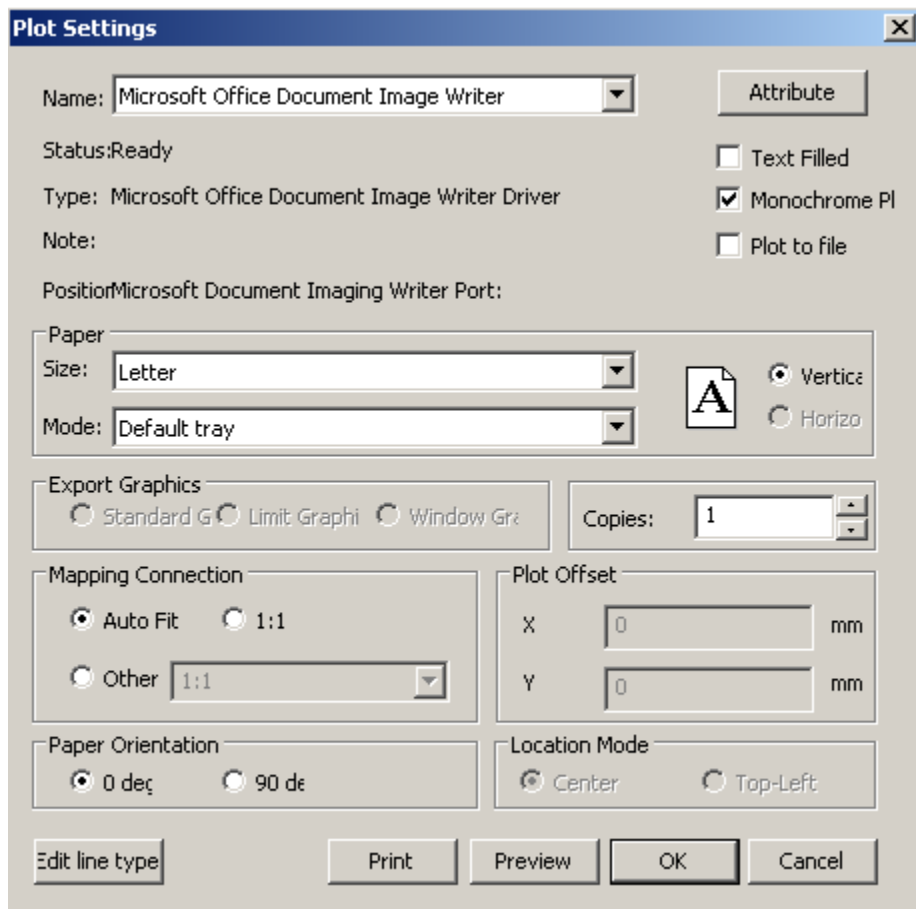 Plot Settings
Name: Microsoft Office Document Image Writer
Attribute
Status:Ready
Text Filled
Type: Microsoft Office Document Image Writer Driver
Monochrome Pl
Note:
Plot to file
Position Microsoft Document Imaging Writer Port:
Paper
Size: Letter
Vertica
A
Mode: Default tray
Horizo
Export Graphics
Standard G Limit Graphi Window Gra
Copies: 1
Mapping Connection
Auto Fit 1:1
Other 1:1
Plot Offset
X 0 mm
Y 0 mm
Paper Orientation
0 deg 90 de
Location Mode
Center Top-Left
Edit line type Print Preview OK Cancel